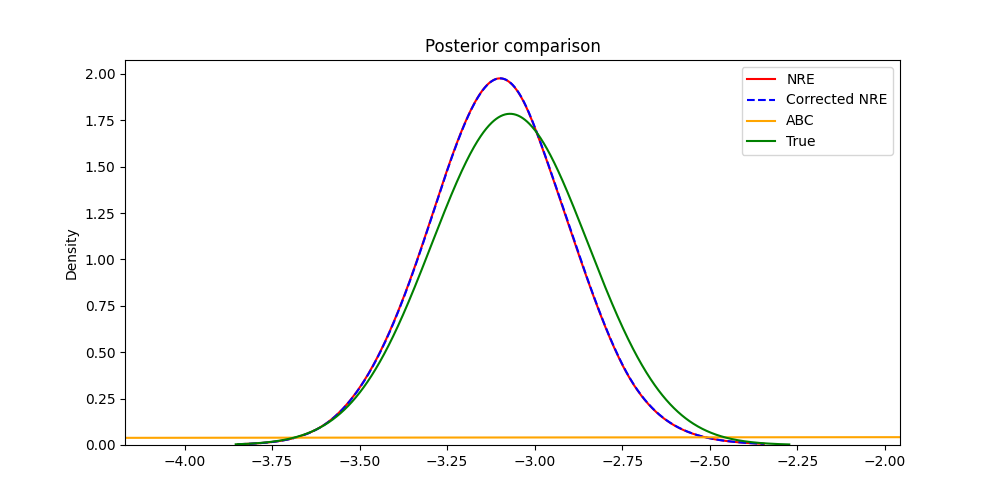 Posterior comparison
NRE
Corrected NRE
ABC
True
Density
2.00
1.75
1.50
1.25
1.00
0.75
0.50
0.25
0.00
−4.00 −3.75 −3.50 −3.25 −3.00 −2.75 −2.50 −2.25 −2.00